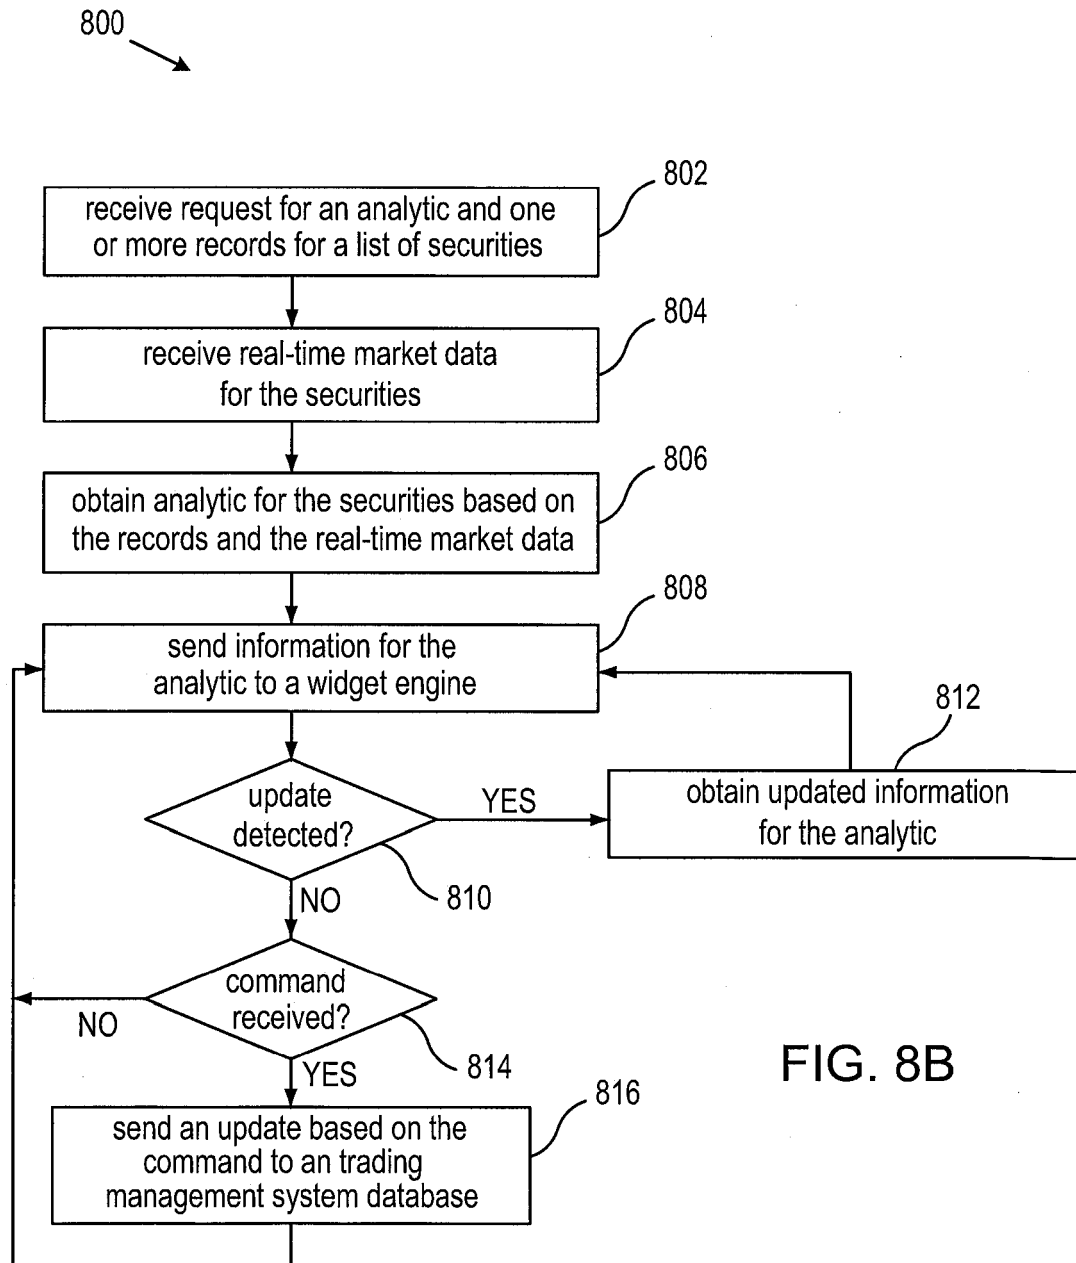 800
802
receive request for an analytic and one
or more records for a list of securities
804
receive real-time market data
for the securities
806
obtain analytic for the securities based on
the records and the real-time market data
808
send information for the
analytic to a widget engine
812
update
detected?
YES
obtain updated information
for the analytic
810
NO
command
received?
NO
814
YES
FIG. 8B
816
send an update based on the
command to an trading
management system database